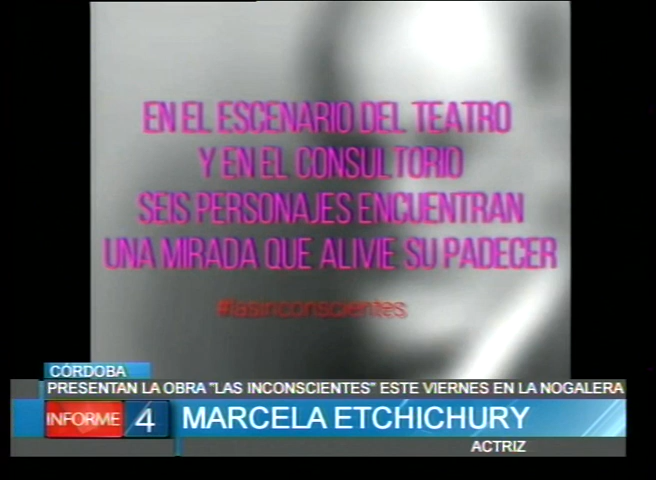 EN EL ESCENARIO DEL TEATRO
Y EN EL CONSULTORIO
SEIS PERSONAJES ENCUENTRAN
UNA MIRADA QUE ALIVIE SU PADECER
#lasinconscientes
CÓRDOBA
PRESENTAN LA OBRA "LAS INCONSCIENTES" ESTE VIERNES EN LA NOGALERA
INFORME 4 MARCELA ETCHICHURY
ACTRIZ